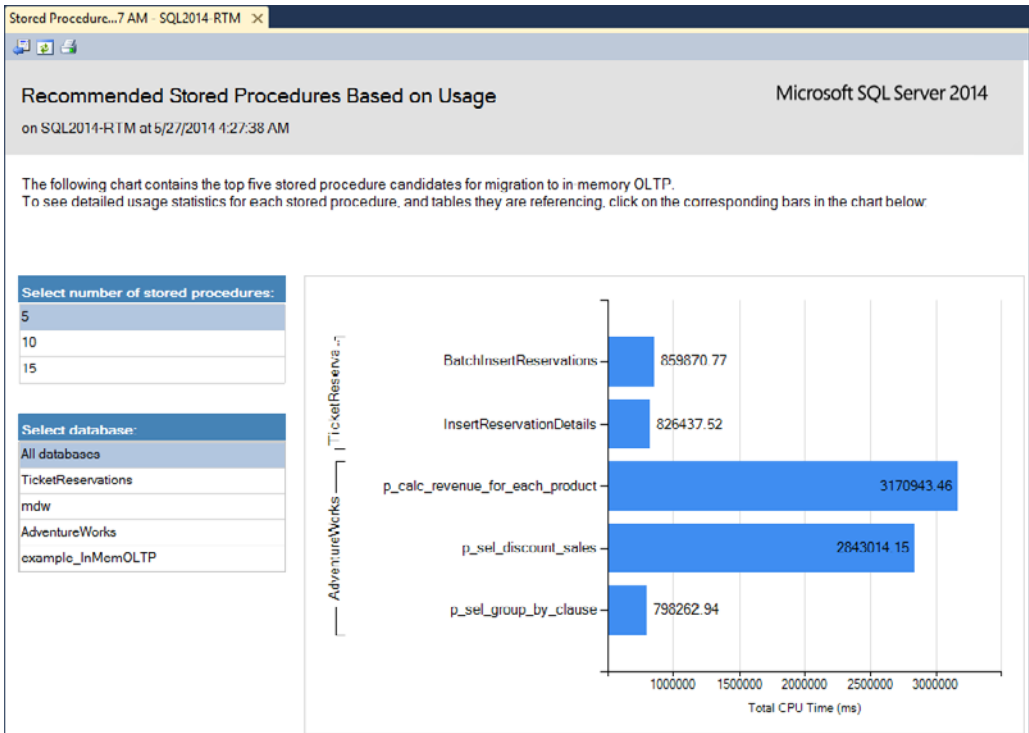 Stored Procedure...7 AM - SQL2014-RTM ×
Recommended Stored Procedures Based on Usage
Microsoft SQL Server 2014
on SQL2014-RTM at 5/27/2014 4:27:38 AM
The following chart contains the top five stored procedure candidates for migration to in-memory OLTP.
To see detailed usage statistics for each stored procedure, and tables they are referencing, click on the corresponding bars in the chart below:
Select number of stored procedures:
5
10
15
Select database:
All databases
TicketReservations
mdw
AdventureWorks
example_InMemOLTP
TicketReserva...
AdventureWorks
BatchInsertReservations
859870.77
InsertReservationDetails
826437.52
p_calc_revenue_for_each_product
3170943.46
p_sel_discount_sales
2843014.15
p_sel_group_by_clause
798262.94
1000000 1500000 2000000 2500000 3000000
Total CPU Time (ms)